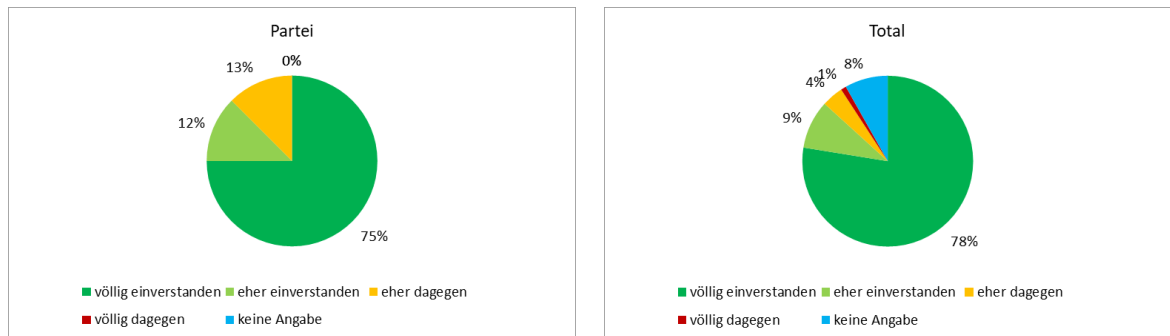 Partei
0%
13%
12%
75%
völlig einverstanden eher einverstanden eher dagegen
völlig dagegen keine Angabe
Total
8%
1%
4%
9%
78%
völlig einverstanden eher einverstanden eher dagegen
völlig dagegen keine Angabe